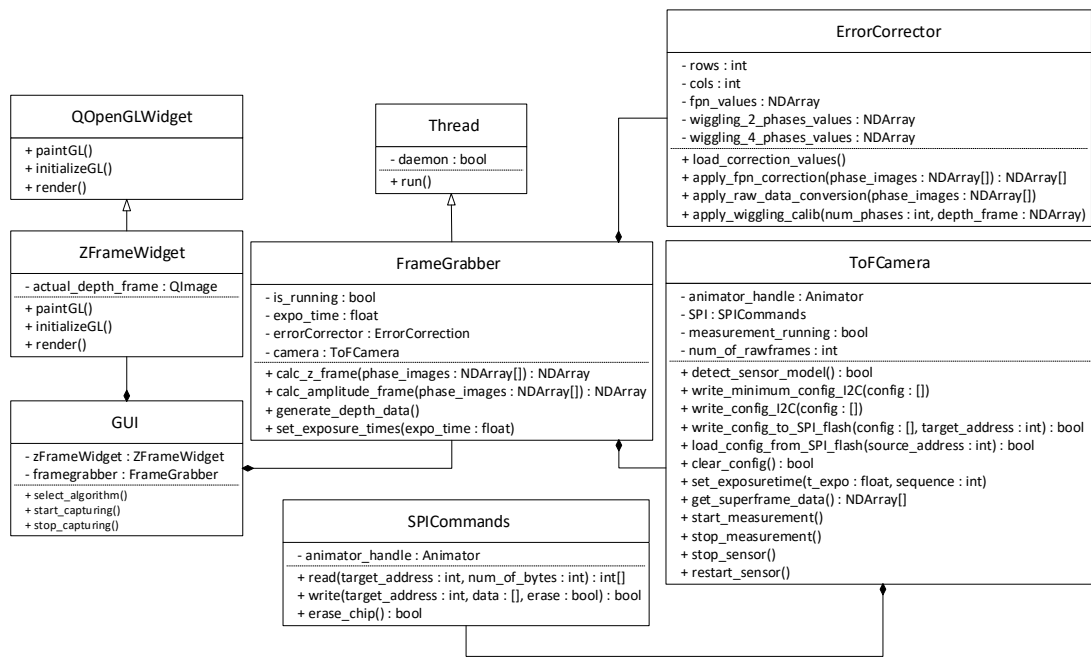 ErrorCorrector
- rows : int
- cols : int
- fpn_values : NDArray
- wiggling_2_phases_values : NDArray
- wiggling_4_phases_values : NDArray
+ load_correction_values()
+ apply_fpn_correction(phase_images : NDArray[]) : NDArray[]
+ apply_raw_data_conversion(phase_images : NDArray[])
+ apply_wiggling_calib(num_phases : int, depth_frame : NDArray)
QOpenGLWidget
+ paintGL()
+ initializeGL()
+ render()
Thread
- daemon : bool
+ run()
ZFrameWidget
- actual_depth_frame : QImage
+ paintGL()
+ initializeGL()
+ render()
FrameGrabber
- is_running : bool
- expo_time : float
- errorCorrector : ErrorCorrection
- camera : ToFCamera
+ calc_z_frame(phase_images : NDArray[]) : NDArray
+ calc_amplitude_frame(phase_images : NDArray[]) : NDArray
+ generate_depth_data()
+ set_exposure_times(expo_time : float)
ToFCamera
- animator_handle : Animator
- SPI : SPICommands
- measurement_running : bool
- num_of_rawframes : int
+ detect_sensor_model() : bool
+ write_minimum_config_I2C(config : [])
+ write_config_I2C(config : [])
+ write_config_to_SPI_flash(config : [], target_address : int) : bool
+ load_config_from_SPI_flash(source_address : int) : bool
+ clear_config() : bool
+ set_exposuretime(t_expo : float, sequence : int)
+ get_superframe_data() : NDArray[]
+ start_measurement()
+ stop_measurement()
+ stop_sensor()
+ restart_sensor()
GUI
- zFrameWidget : ZFrameWidget
- framegrabber : FrameGrabber
+ select_algorithm()
+ start_capturing()
+ stop_capturing()
SPICommands
- animator_handle : Animator
+ read(target_address : int, num_of_bytes : int) : int[]
+ write(target_address : int, data : [], erase : bool) : bool
+ erase_chip() : bool